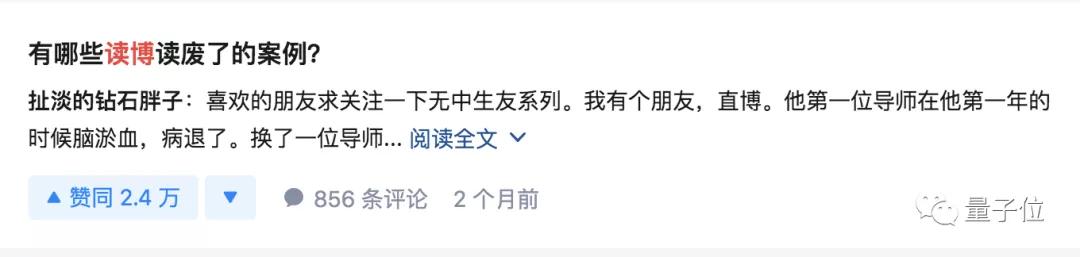 有哪些读博读废了的案例?
扯淡的钻石胖子：喜欢的朋友求关注一下无中生友系列。我有个朋友，直博。他第一位导师在他第一年的
时候脑淤血，病退了。换了一位导师... 阅读全文
赞同 2.4 万 856 条评论 2 个月前
量子位